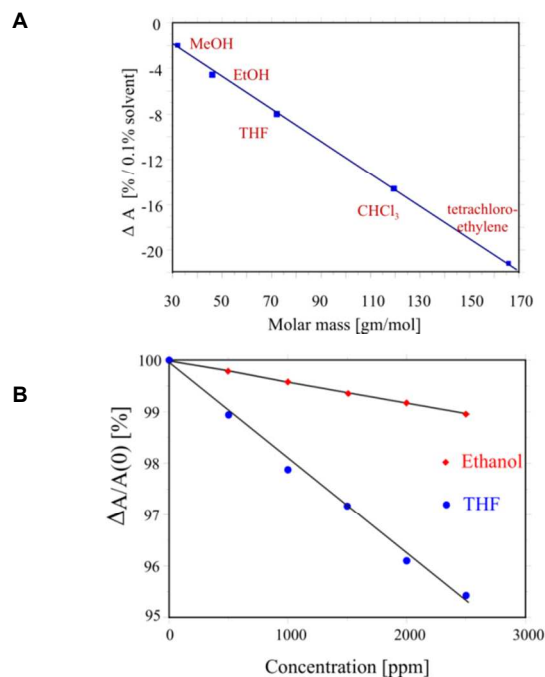 A
0
-4
-8
-12
-16
-20
Δ A [% / 0.1% solvent]
MeOH
EtOH
THF
CHCl₃
tetrachloro-
ethylene
30 50 70 90 110 130 150 170
Molar mass [gm/mol]
B
100
99
98
97
96
95
ΔA/A(0) [%]
Ethanol
THF
0 1000 2000 3000
Concentration [ppm]